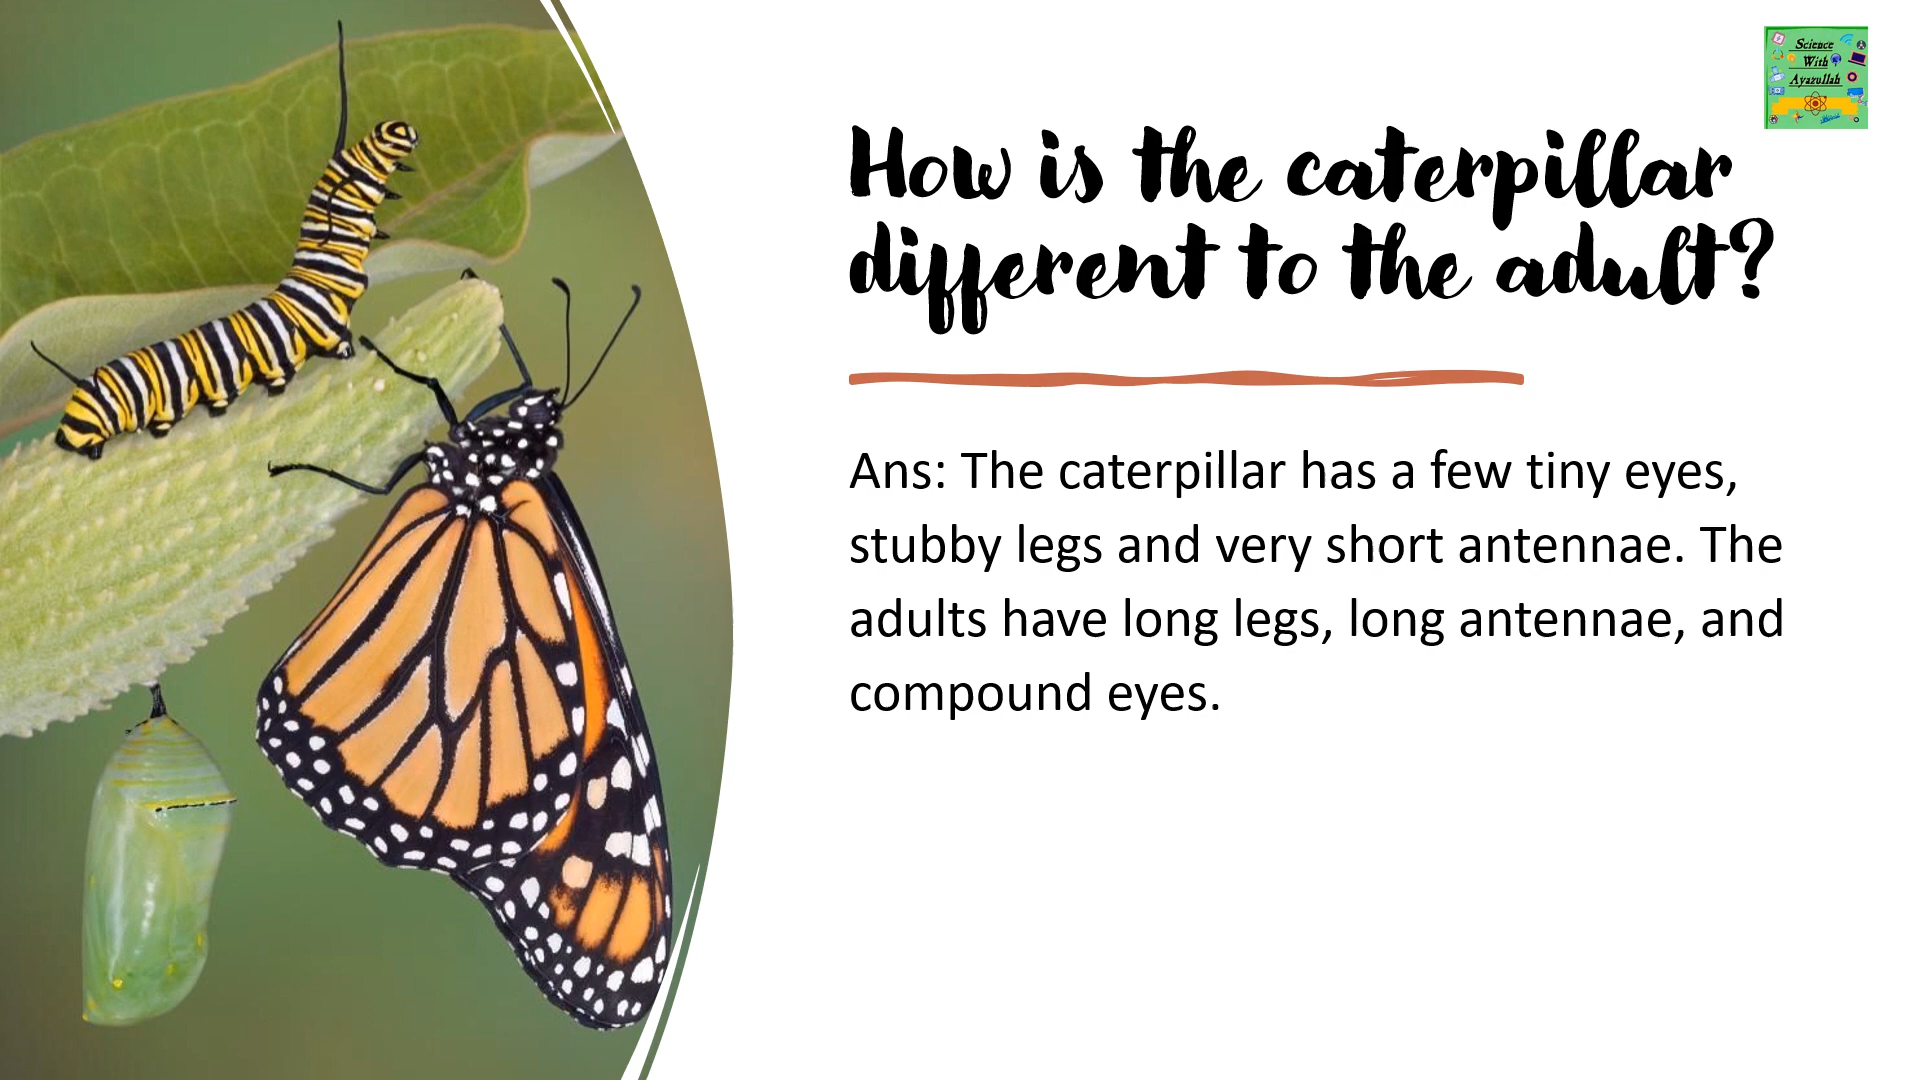 Science
With
Ayazullah
How is the caterpillar
different to the adult?
Ans: The caterpillar has a few tiny eyes,
stubby legs and very short antennae. The
adults have long legs, long antennae, and
compound eyes.